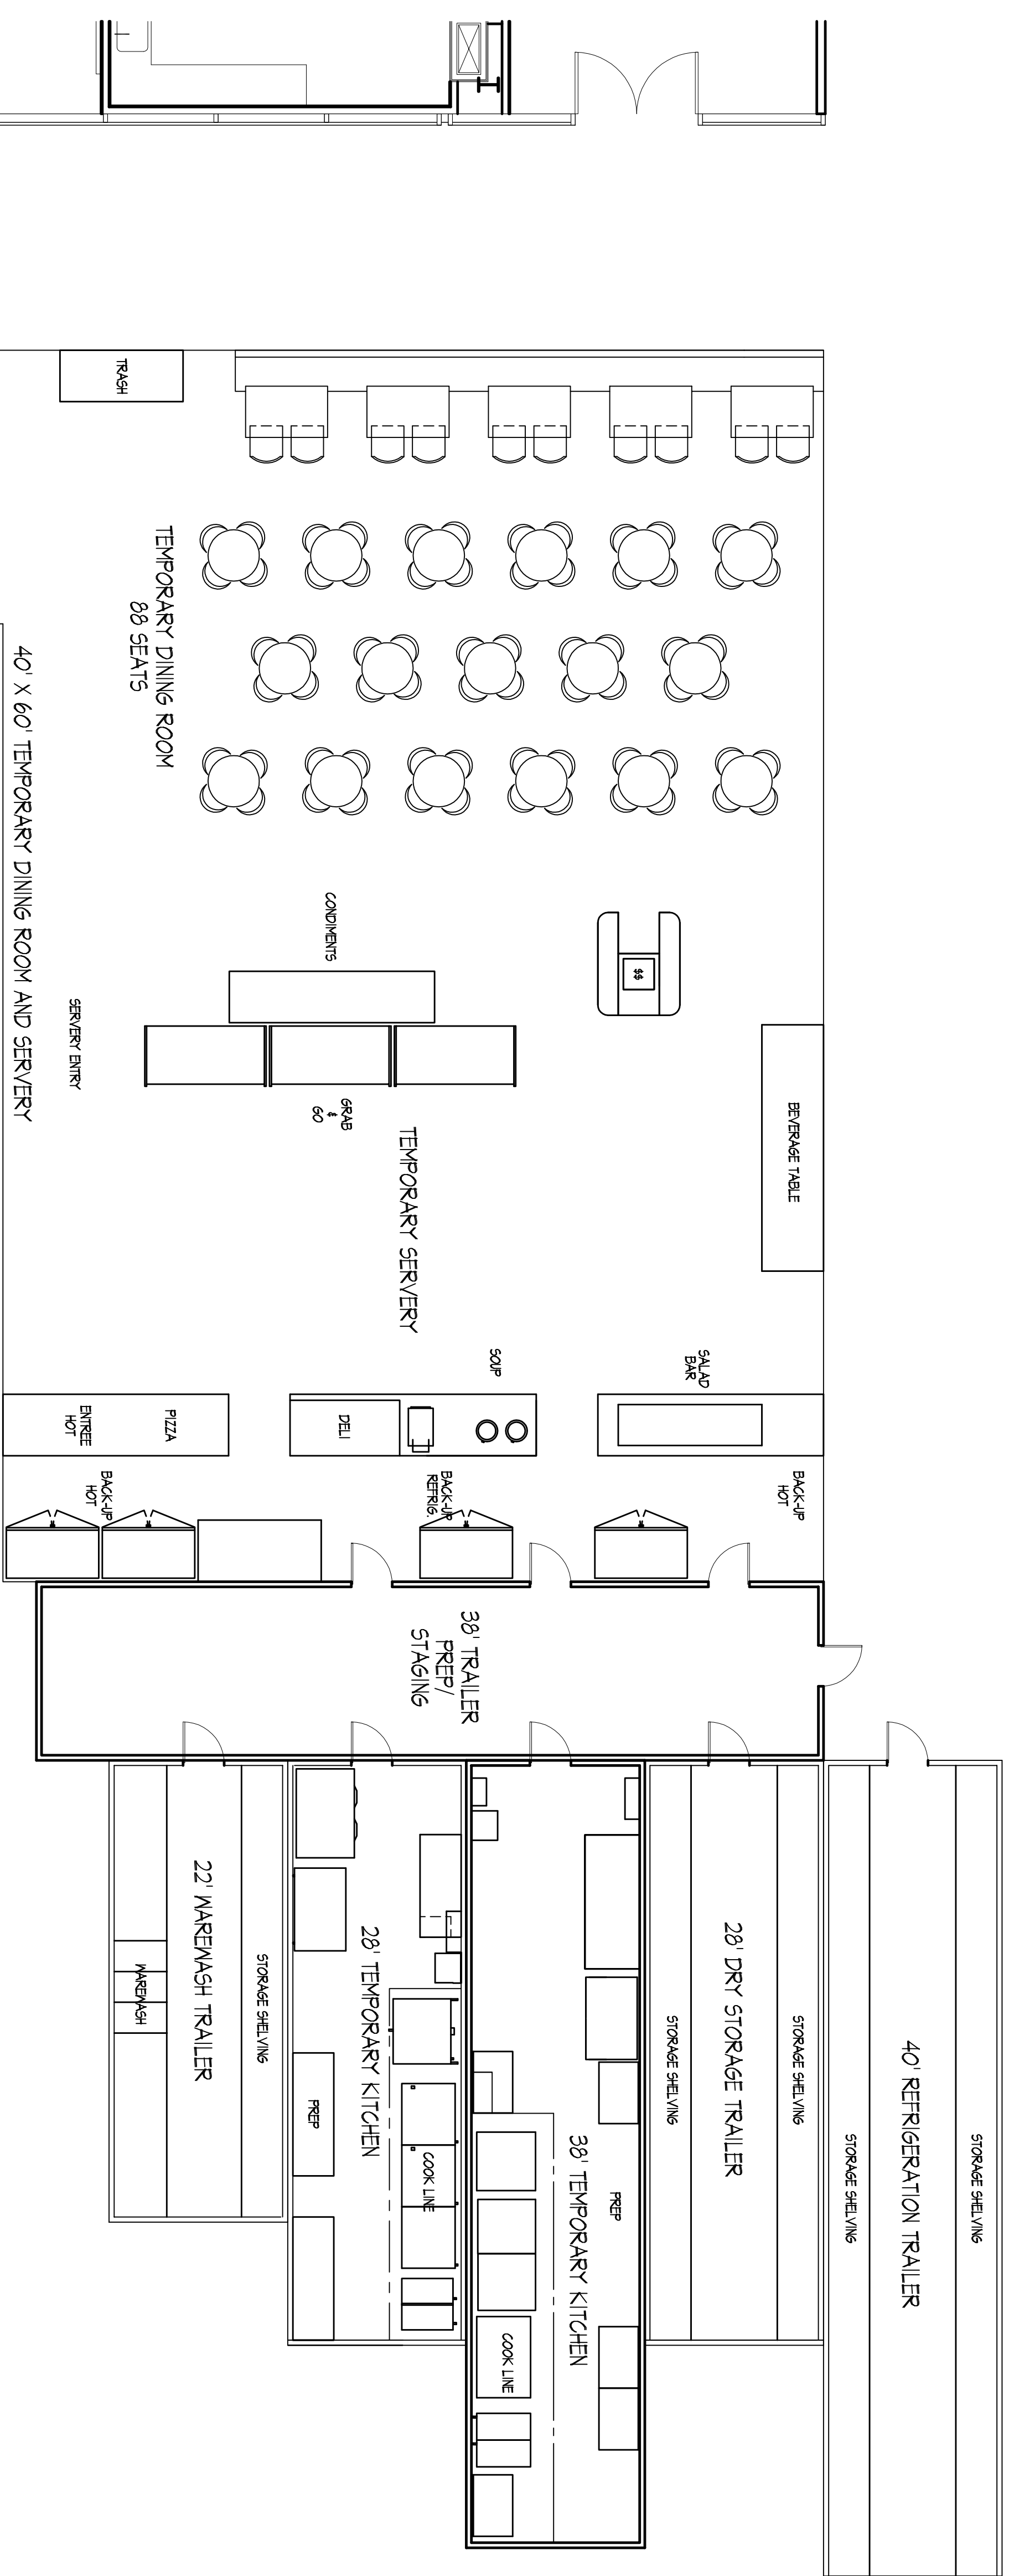 TRASH
TEMPORARY DINING ROOM
88 SEATS
40' X 60' TEMPORARY DINING ROOM AND SERVERY
CONDIMENTS
$$
SERVERY ENTRY
GRAB
&
GO
BEVERAGE TABLE
TEMPORARY SERVERY
SOUP
SALAD
BAR
PIZZA
ENTREE
HOT
DELI
BACK-UP
HOT
BACK-UP
REFRIG.
BACK-UP
HOT
38' TRAILER
PREP/
STAGING
22' WAREWASH TRAILER
STORAGE SHELVING
WAREWASH
28' TEMPORARY KITCHEN
PREP
COOK LINE
38' TEMPORARY KITCHEN
PREP
COOK LINE
28' DRY STORAGE TRAILER
STORAGE SHELVING
STORAGE SHELVING
40' REFRIGERATION TRAILER
STORAGE SHELVING
STORAGE SHELVING